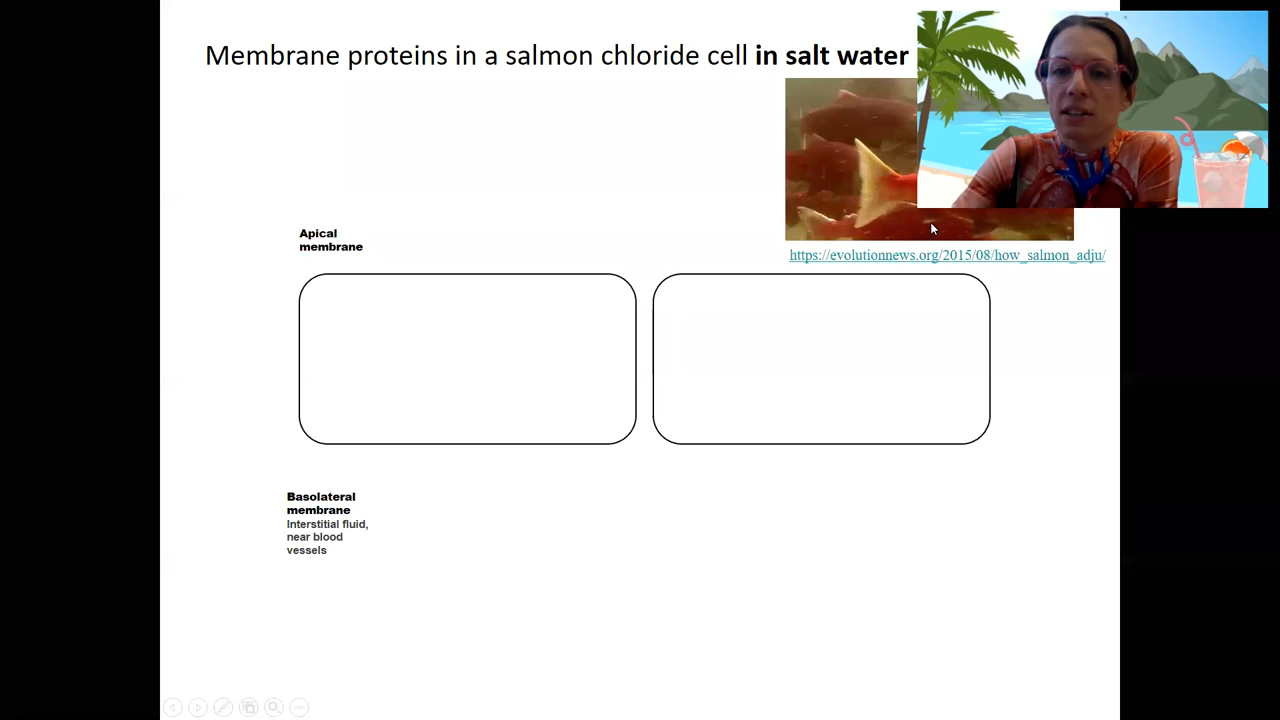 Membrane proteins in a salmon chloride cell in salt water
https://evolutionnews.org/2015/08/how_salmon_adju/
Apical
membrane
Basolateral
membrane
Interstitial fluid,
near blood
vessels